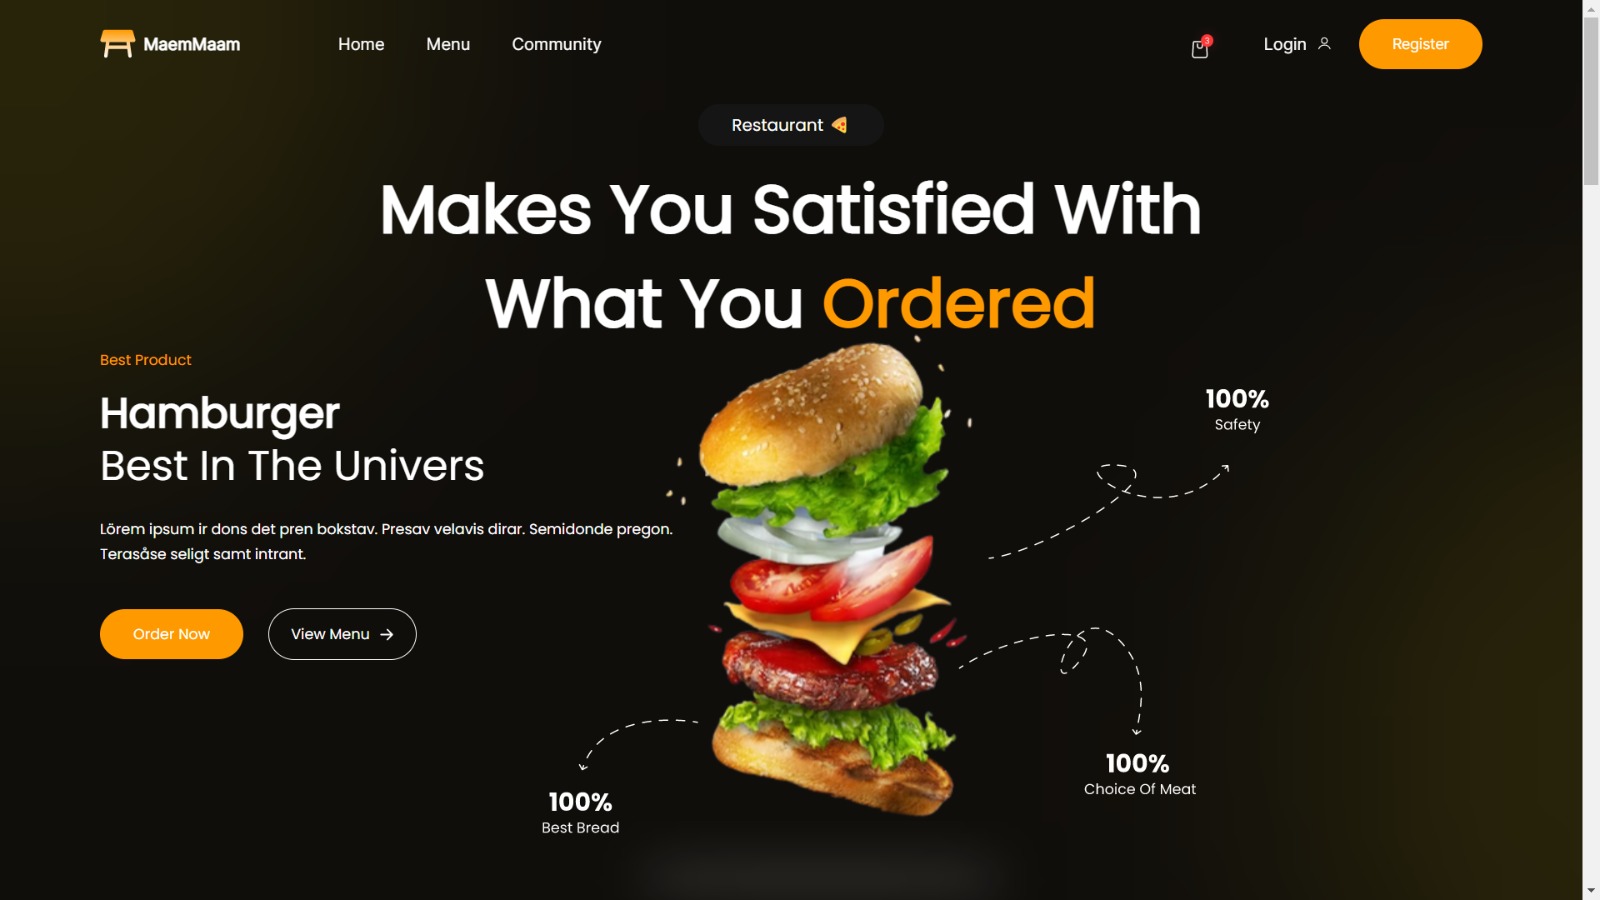 MaemMaam
Home
Menu
Community
3
Login
Register
Restaurant
Makes You Satisfied With
What You Ordered
Best Product
Hamburger
Best In The Univers
Lörem ipsum ir dons det pren bokstav. Presav velavis dirar. Semidonde pregon.
Terasåse seligt samt intrant.
Order Now
View Menu →
100%
Safety
100%
Choice Of Meat
100%
Best Bread